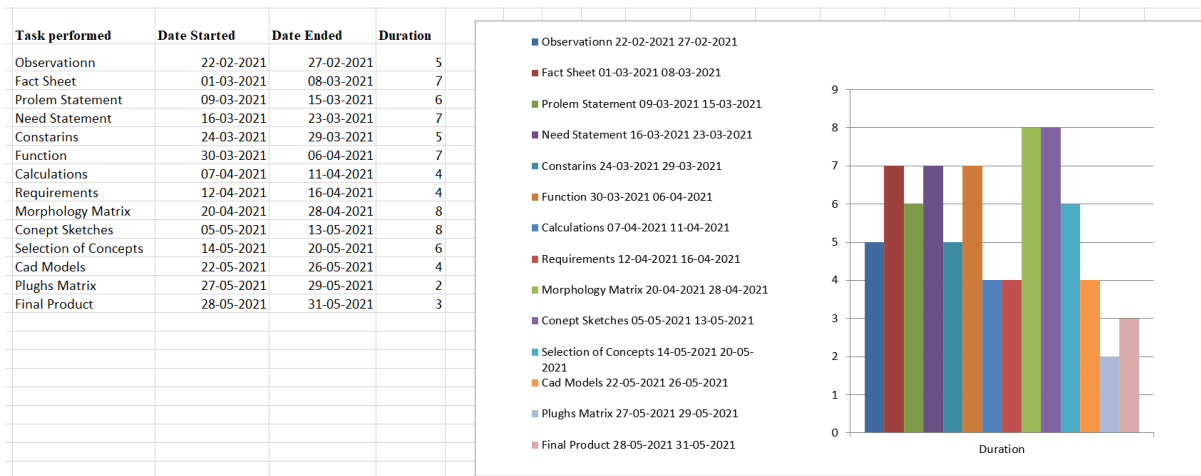 Task performed Date Started Date Ended Duration
Observationn 22-02-2021 27-02-2021 5
Fact Sheet 01-03-2021 08-03-2021 7
Prolem Statement 09-03-2021 15-03-2021 6
Need Statement 16-03-2021 23-03-2021 7
Constarins 24-03-2021 29-03-2021 5
Function 30-03-2021 06-04-2021 7
Calculations 07-04-2021 11-04-2021 4
Requirements 12-04-2021 16-04-2021 4
Morphology Matrix 20-04-2021 28-04-2021 8
Conept Sketches 05-05-2021 13-05-2021 8
Selection of Concepts 14-05-2021 20-05-2021 6
Cad Models 22-05-2021 26-05-2021 4
Plughs Matrix 27-05-2021 29-05-2021 2
Final Product 28-05-2021 31-05-2021 3
Observationn 22-02-2021 27-02-2021
Fact Sheet 01-03-2021 08-03-2021
Prolem Statement 09-03-2021 15-03-2021
Need Statement 16-03-2021 23-03-2021
Constarins 24-03-2021 29-03-2021
Function 30-03-2021 06-04-2021
Calculations 07-04-2021 11-04-2021
Requirements 12-04-2021 16-04-2021
Morphology Matrix 20-04-2021 28-04-2021
Conept Sketches 05-05-2021 13-05-2021
Selection of Concepts 14-05-2021 20-05-
2021
Cad Models 22-05-2021 26-05-2021
Plughs Matrix 27-05-2021 29-05-2021
Final Product 28-05-2021 31-05-2021
9
8
7
6
5
4
3
2
1
0
Duration